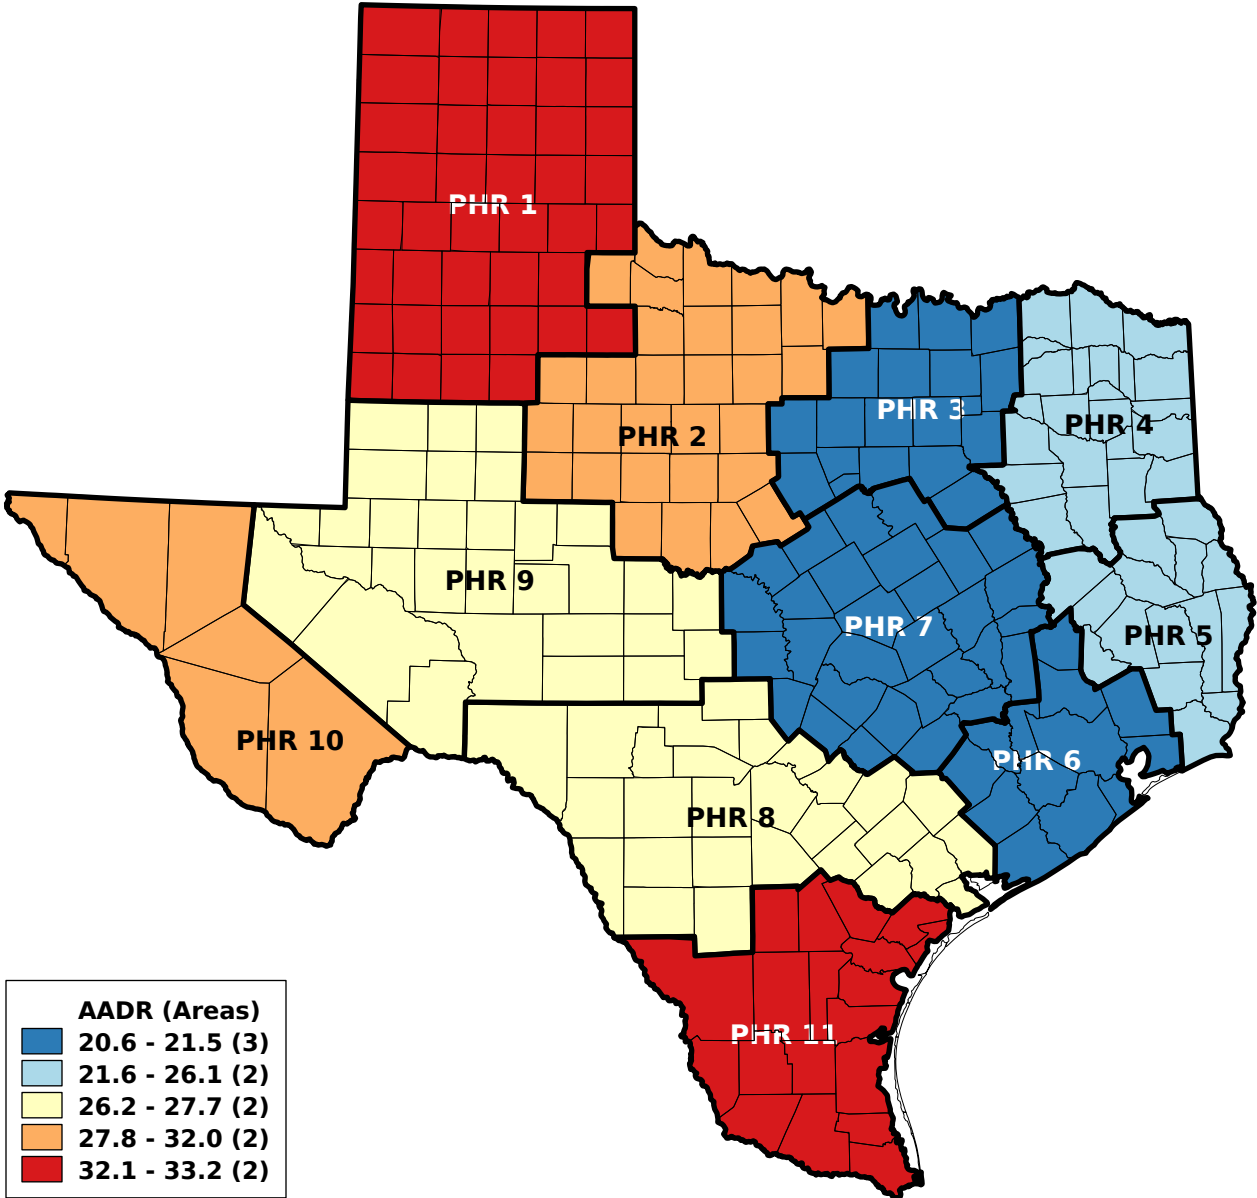 PHR 1
PHR 2
PHR 3
PHR 4
PHR 9
PHR 7
PHR 5
PHR 10
PHR 6
PHR 8
PHR 11
AADR (Areas)
20.6 - 21.5 (3)
21.6 - 26.1 (2)
26.2 - 27.7 (2)
27.8 - 32.0 (2)
32.1 - 33.2 (2)